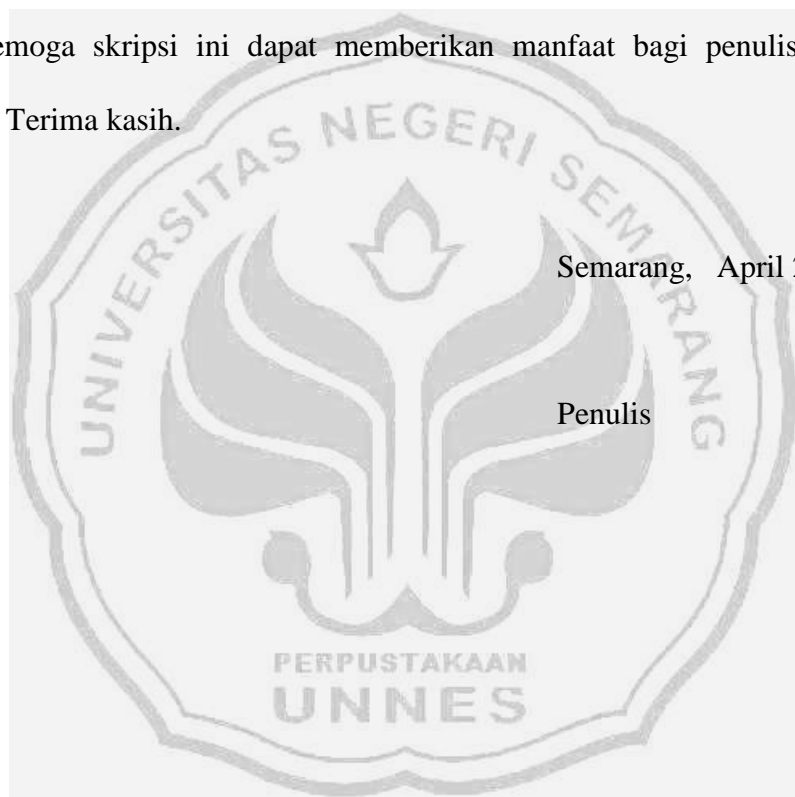 emoga skripsi ini dapat memberikan manfaat bagi penulis
Terima kasih.
UNIVERSITAS NEGERI SEMARANG
Semarang, April
Penulis
PERPUSTAKAAN
UNNES